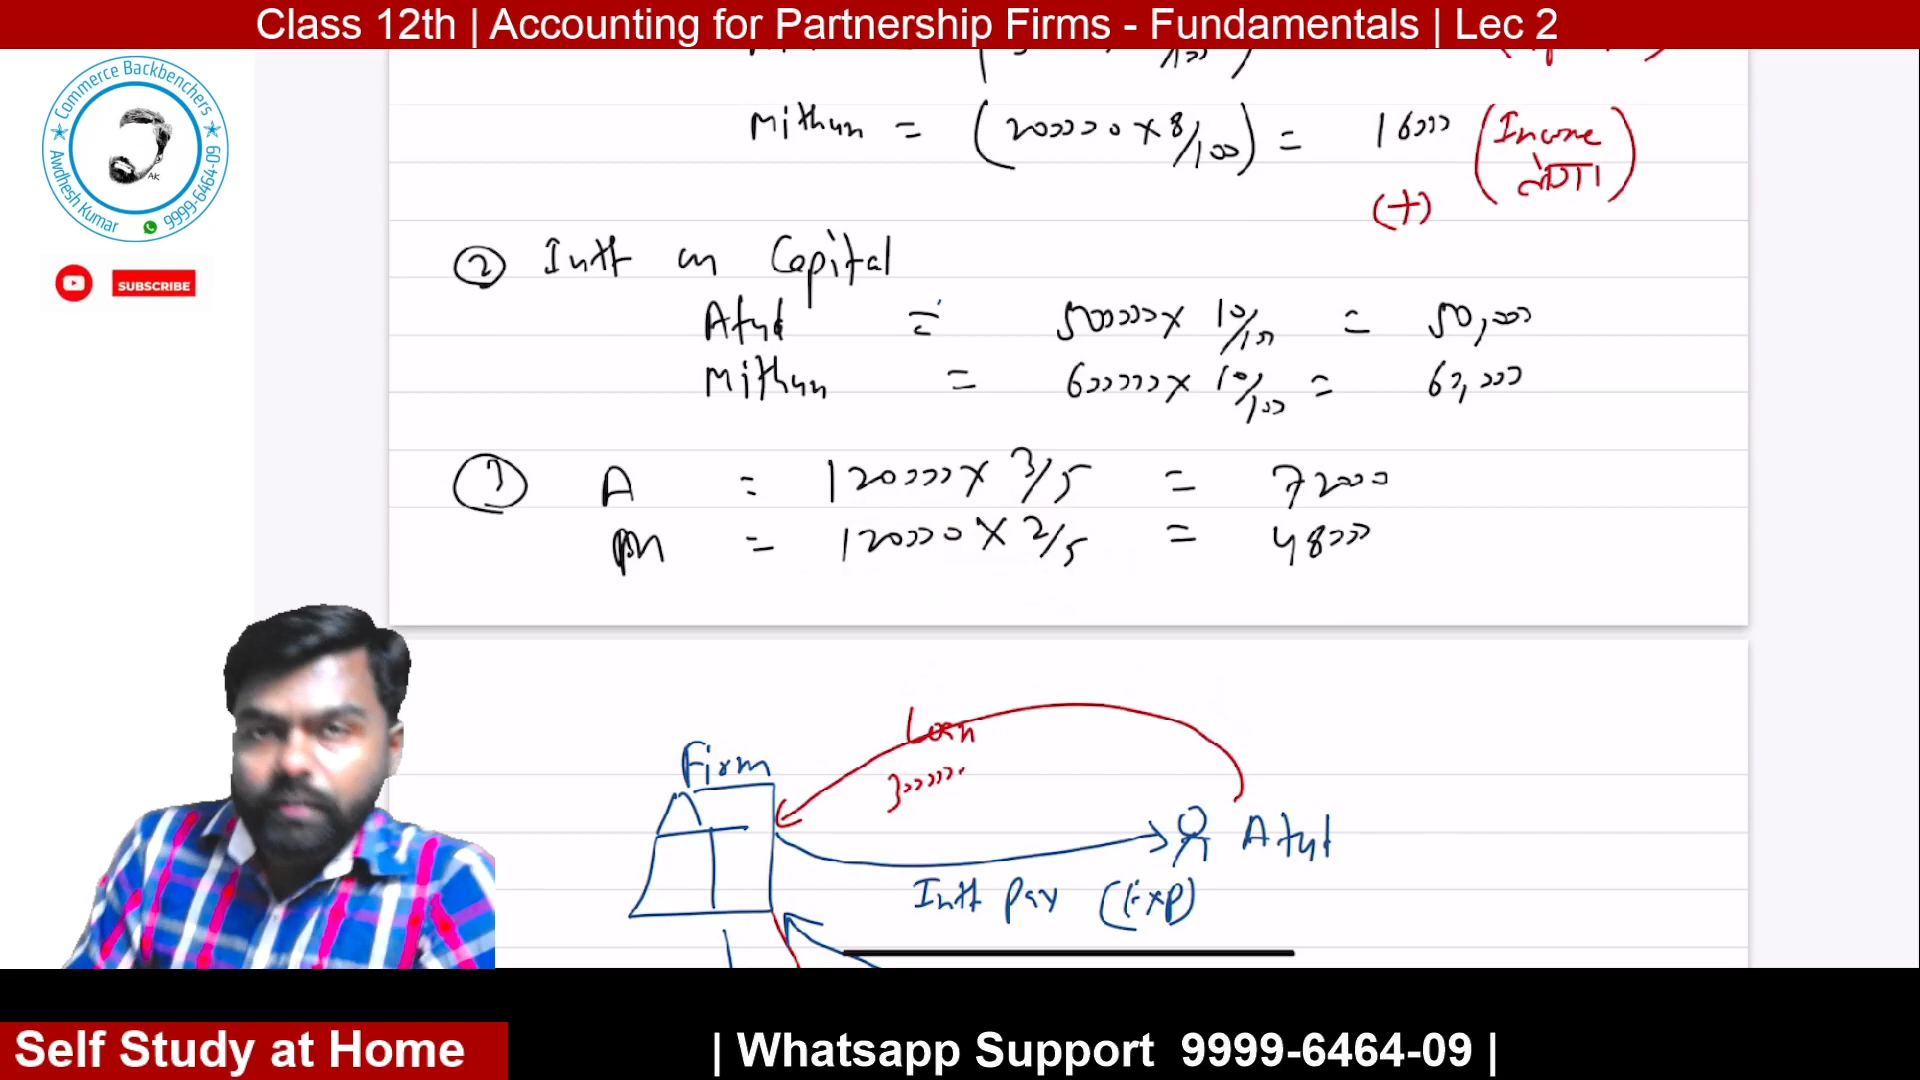 Class 12th | Accounting for Partnership Firms - Fundamentals | Lec 2
Commerce Backbenchers
Awdhesh Kumar
9999-6464-09
AK
SUBSCRIBE
Mithun = (200000 x 8/100) = 16000 (Income
(+)
② Intt on Capital
Atul = 500000 x 10/100 = 50,000
Mithun = 600000 x 10/100 = 60,000
③ A = 120000 x 3/5 = 72000
M = 120000 x 2/5 = 48000
Loan
Firm
300000
Atul
Intt Pay (Exp)
Self Study at Home
| Whatsapp Support 9999-6464-09 |